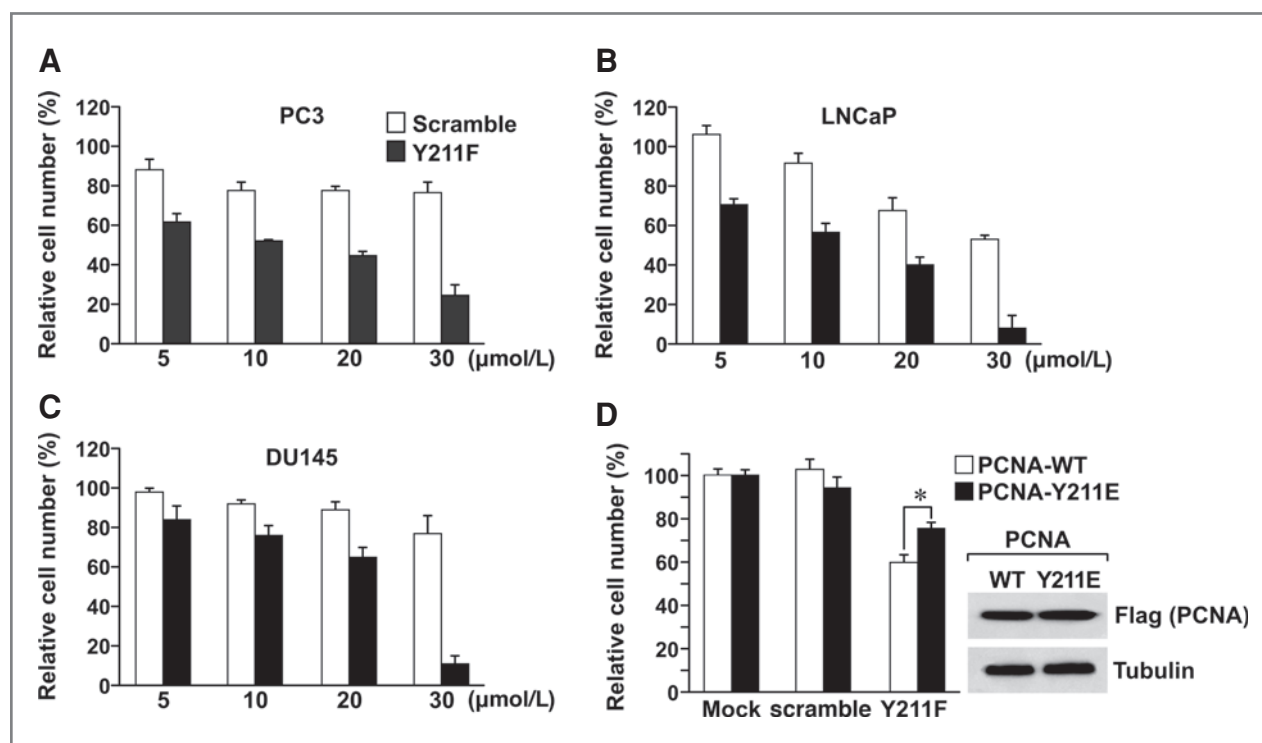 A
Relative cell number (%)
PC3
Scramble
Y211F
120
100
80
60
40
20
0
5 10 20 30 (µmol/L)
B
Relative cell number (%)
LNCaP
120
100
80
60
40
20
0
5 10 20 30 (µmol/L)
C
Relative cell number (%)
DU145
120
100
80
60
40
20
0
5 10 20 30 (µmol/L)
D
Relative cell number (%)
PCNA-WT
PCNA-Y211E
100
80
60
40
20
0
*
Mock scramble Y211F
PCNA
WT Y211E
Flag (PCNA)
Tubulin